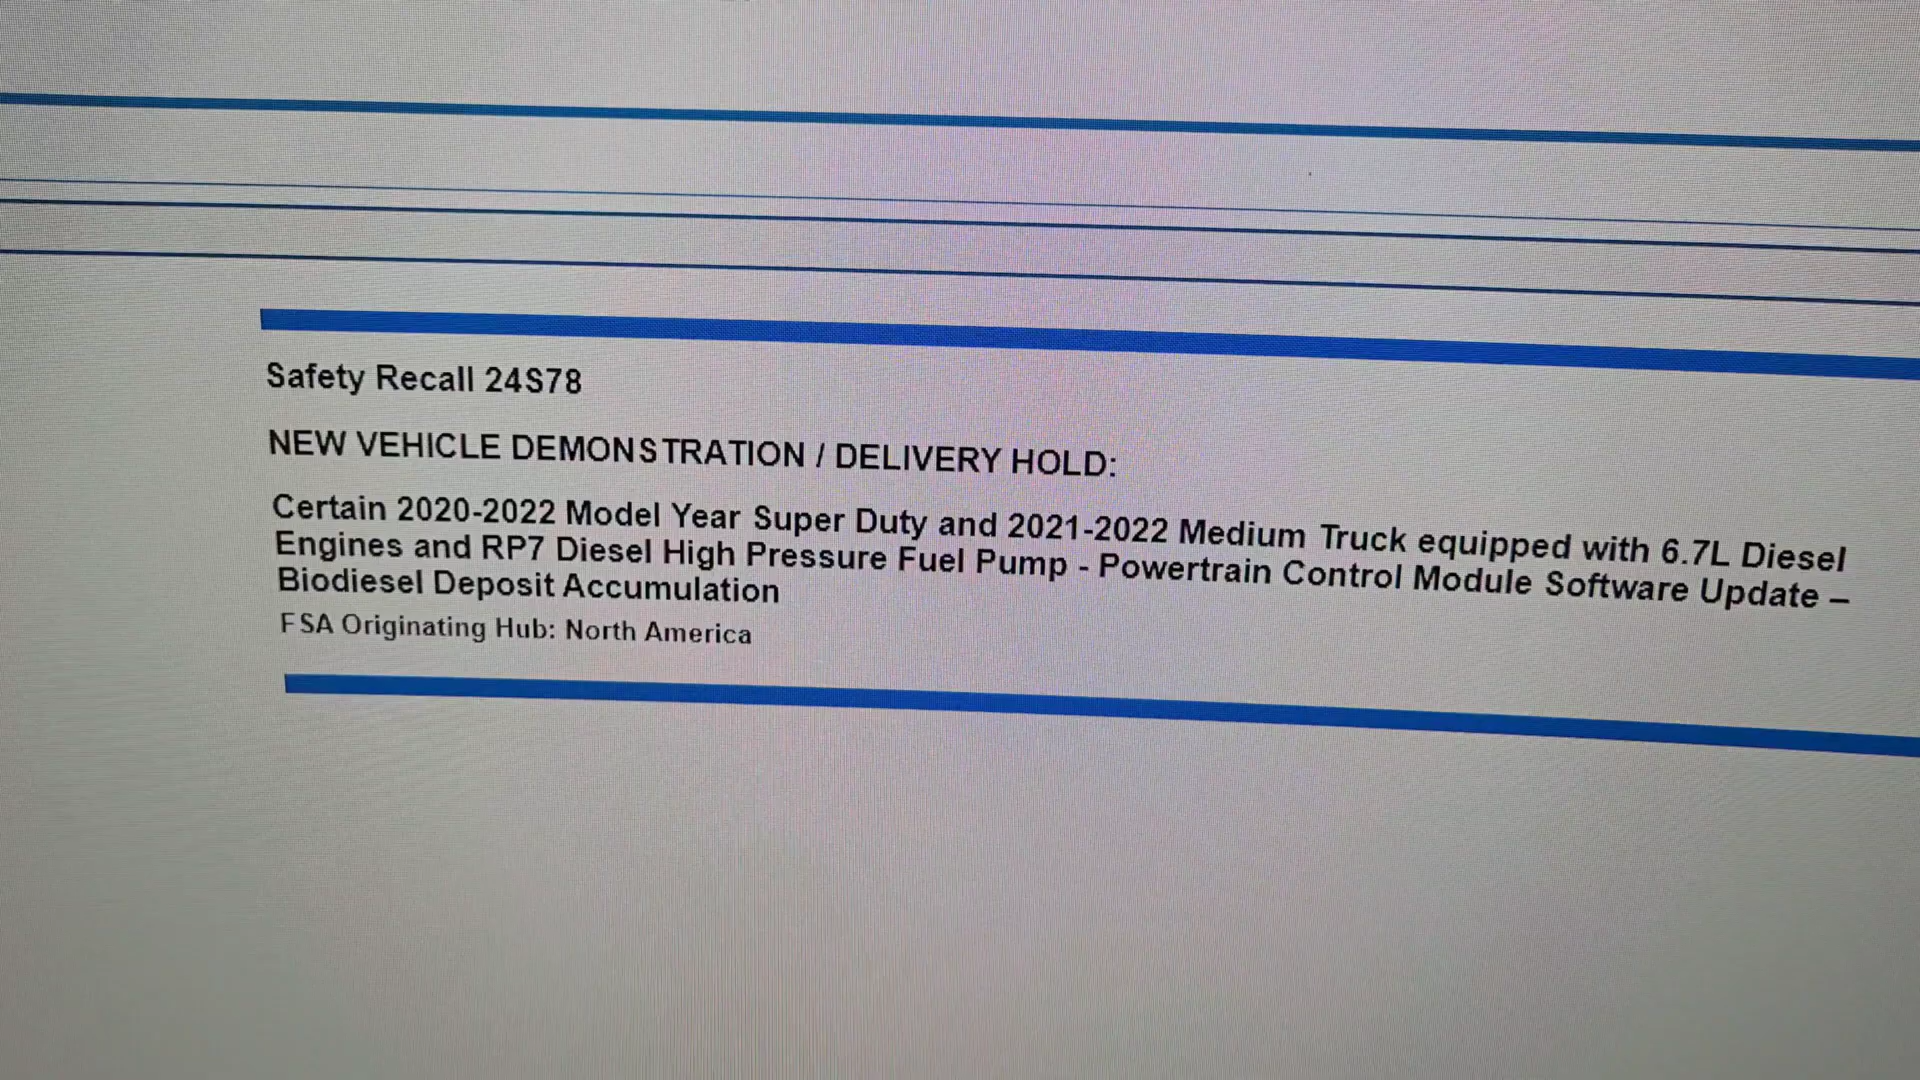 Safety Recall 24S78
NEW VEHICLE DEMONSTRATION / DELIVERY HOLD:
Certain 2020-2022 Model Year Super Duty and 2021-2022 Medium Truck equipped with 6.7L Diesel
Engines and RP7 Diesel High Pressure Fuel Pump - Powertrain Control Module Software Update –
Biodiesel Deposit Accumulation
FSA Originating Hub: North America